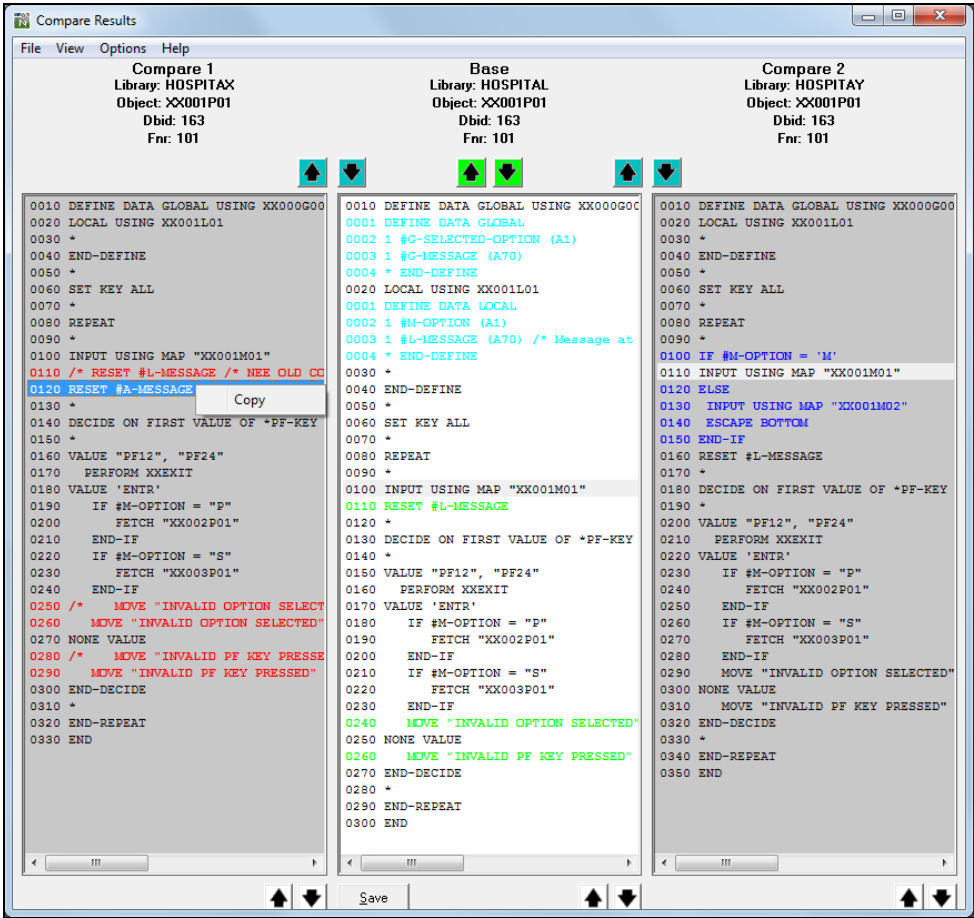 Compare Results
File View Options Help
Compare 1
Library: HOSPITAX
Object: XX001P01
Dbid: 163
Fnr: 101
Base
Library: HOSPITAL
Object: XX001P01
Dbid: 163
Fnr: 101
Compare 2
Library: HOSPITAY
Object: XX001P01
Dbid: 163
Fnr: 101
0010 DEFINE DATA GLOBAL USING XX000G00
0020 LOCAL USING XX001L01
0030 *
0040 END-DEFINE
0050 *
0060 SET KEY ALL
0070 *
0080 REPEAT
0090 *
0100 INPUT USING MAP "XX001M01"
0110 /* RESET #L-MESSAGE /* NEE OLD CO
0120 RESET #A-MESSAGE
Copy
0130 *
0140 DECIDE ON FIRST VALUE OF *PF-KEY
0150 *
0160 VALUE "PF12", "PF24"
0170 PERFORM XXEXIT
0180 VALUE 'ENTR'
0190 IF #M-OPTION = "P"
0200 FETCH "XX002P01"
0210 END-IF
0220 IF #M-OPTION = "S"
0230 FETCH "XX003P01"
0240 END-IF
0250 /* MOVE "INVALID OPTION SELECT
0260 MOVE "INVALID OPTION SELECTED"
0270 NONE VALUE
0280 /* MOVE "INVALID PF KEY PRESSE
0290 MOVE "INVALID PF KEY PRESSED"
0300 END-DECIDE
0310 *
0320 END-REPEAT
0330 END
0010 DEFINE DATA GLOBAL USING XX000G00
0001 DEFINE DATA GLOBAL
0002 1 #G-SELECTED-OPTION (A1)
0003 1 #G-MESSAGE (A70)
0004 * END-DEFINE
0020 LOCAL USING XX001L01
0001 DEFINE DATA LOCAL
0002 1 #M-OPTION (A1)
0003 1 #L-MESSAGE (A70) /* Message at
0004 * END-DEFINE
0030 *
0040 END-DEFINE
0050 *
0060 SET KEY ALL
0070 *
0080 REPEAT
0090 *
0100 INPUT USING MAP "XX001M01"
0110 RESET #L-MESSAGE
0120 *
0130 DECIDE ON FIRST VALUE OF *PF-KEY
0140 *
0150 VALUE "PF12", "PF24"
0160 PERFORM XXEXIT
0170 VALUE 'ENTR'
0180 IF #M-OPTION = "P"
0190 FETCH "XX002P01"
0200 END-IF
0210 IF #M-OPTION = "S"
0220 FETCH "XX003P01"
0230 END-IF
0240 MOVE "INVALID OPTION SELECTED"
0250 NONE VALUE
0260 MOVE "INVALID PF KEY PRESSED"
0270 END-DECIDE
0280 *
0290 END-REPEAT
0300 END
0010 DEFINE DATA GLOBAL USING XX000G00
0020 LOCAL USING XX001L01
0030 *
0040 END-DEFINE
0050 *
0060 SET KEY ALL
0070 *
0080 REPEAT
0090 *
0100 IF #M-OPTION = 'M'
0110 INPUT USING MAP "XX001M01"
0120 ELSE
0130 INPUT USING MAP "XX001M02"
0140 ESCAPE BOTTOM
0150 END-IF
0160 RESET #L-MESSAGE
0170 *
0180 DECIDE ON FIRST VALUE OF *PF-KEY
0190 *
0200 VALUE "PF12", "PF24"
0210 PERFORM XXEXIT
0220 VALUE 'ENTR'
0230 IF #M-OPTION = "P"
0240 FETCH "XX002P01"
0250 END-IF
0260 IF #M-OPTION = "S"
0270 FETCH "XX003P01"
0280 END-IF
0290 MOVE "INVALID OPTION SELECTED"
0300 NONE VALUE
0310 MOVE "INVALID PF KEY PRESSED"
0320 END-DECIDE
0330 *
0340 END-REPEAT
0350 END
Save